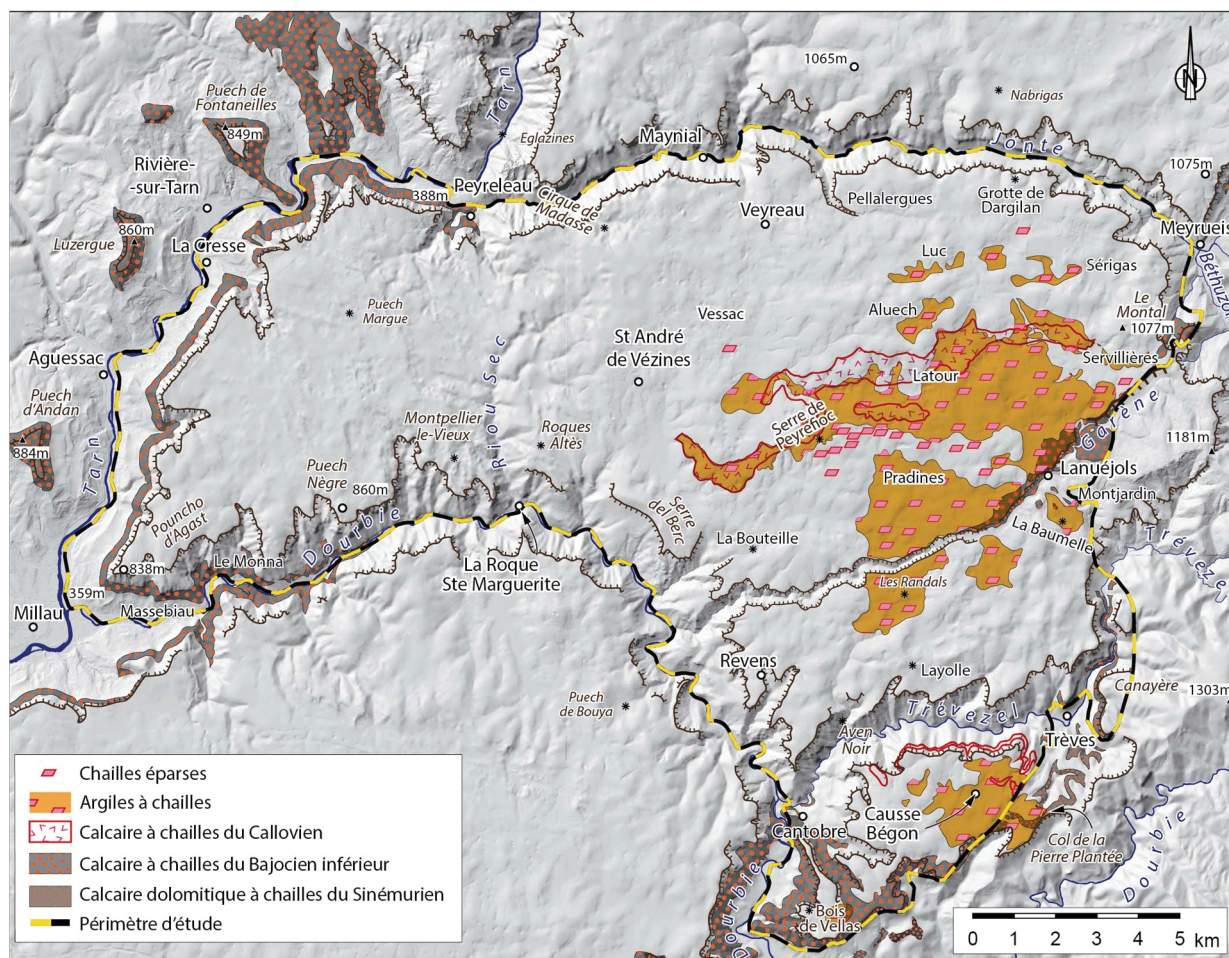 1065m
Nabrigas
N
Puech de
Fontaneilles
849m
Tarn
Eglazines
Maynial
Jonte
1075m
Rivière-
-sur-Tarn
Peyreleau
388m
Cirque de
Madasse
Pellalergues
Grotte de
Dargilan
Veyreau
Meyrueis
Luzergue
860m
La Cresse
Luc
Sérigas
Béthuzon
Puech
Margue
Vessac
Aluech
Le
Montal
1077m
Aguessac
St André
de Vézines
Servillières
Latour
Riou Sec
Puech
d'Andan
884m
Tarn
Montpellier
le-Vieux
Roques
Altès
Serre de
Peyrenoc
Garène
1181m
Puech
Nègre
860m
Pradines
Lanuéjols
Montjardin
Pouncho
d'Agast
Serre
del Berc
La Baumelle
Dourbie
La Bouteille
Trévezel
838m
Le Monna
La Roque
Ste Marguerite
Les Randals
359m
Massebiau
Millau
Revens
Layolle
Canayère
1303m
Puech
de Bouya
Trévezel
Aven
Noir
Trèves
Chailles éparses
Argiles à chailles
Calcaire à chailles du Callovien
Calcaire à chailles du Bajocien inférieur
Calcaire dolomitique à chailles du Sinémurien
Périmètre d'étude
Cantobre
Causse
Bégon
Col de la
Pierre Plantée
Dourbie
Dourbie
Bois
de Vellas
0 1 2 3 4 5 km